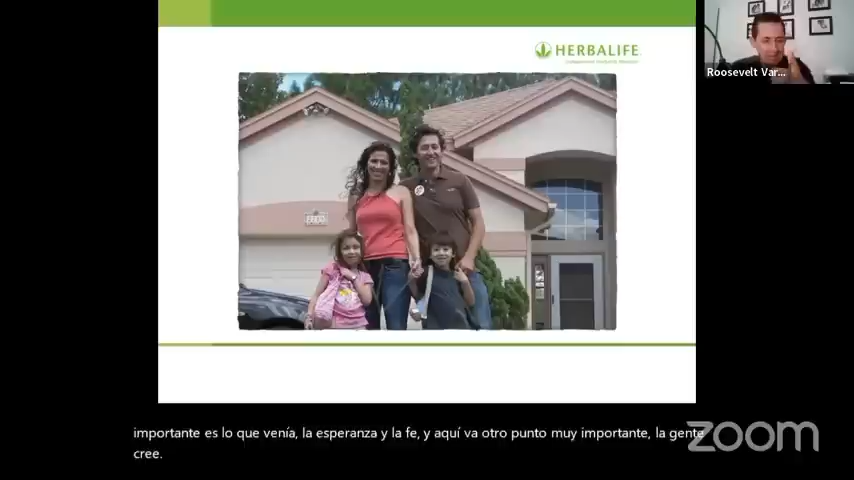 HERBALIFE
Roosevelt Var...
importante es lo que venía, la esperanza y la fe, y aquí va otro punto muy importante, la gente
cree.
zoom